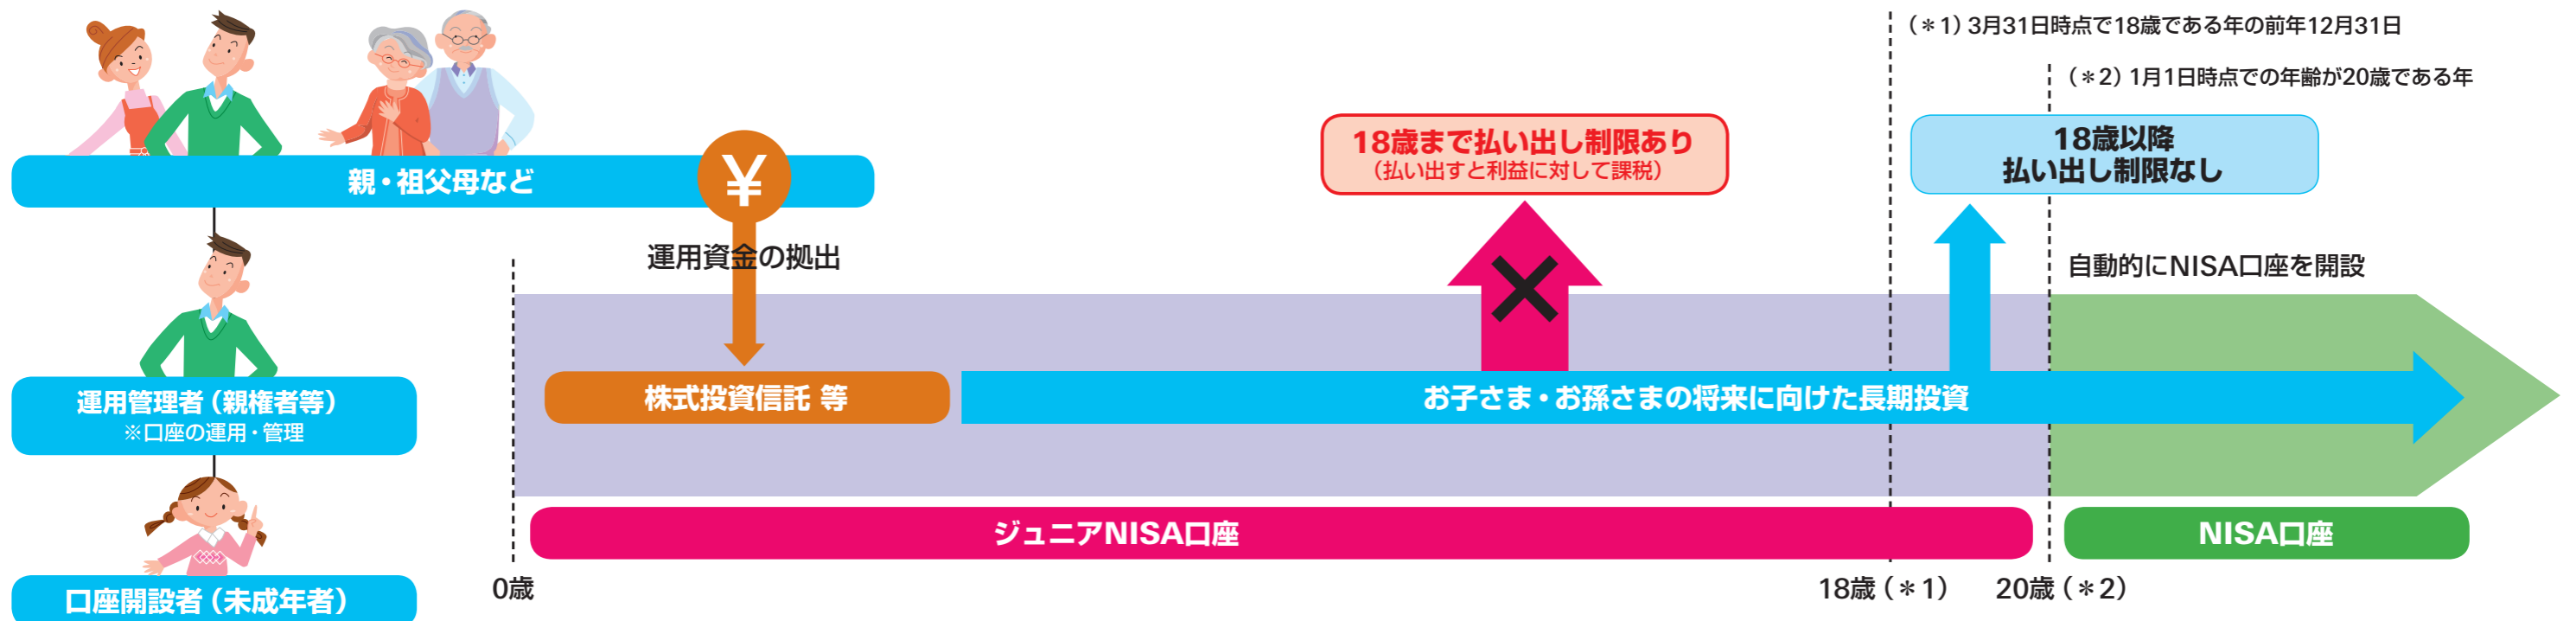 （＊1）3月31日時点で18歳である年の前年12月31日
（＊2）1月1日時点での年齢が20歳である年
親・祖父母など
¥
18歳まで払い出し制限あり
（払い出すと利益に対して課税）
18歳以降
払い出し制限なし
運用資金の拠出
自動的にNISA口座を開設
運用管理者（親権者等）
※口座の運用・管理
株式投資信託 等
お子さま・お孫さまの将来に向けた長期投資
ジュニアNISA口座
NISA口座
口座開設者（未成年者）
0歳
18歳（＊1）
20歳（＊2）